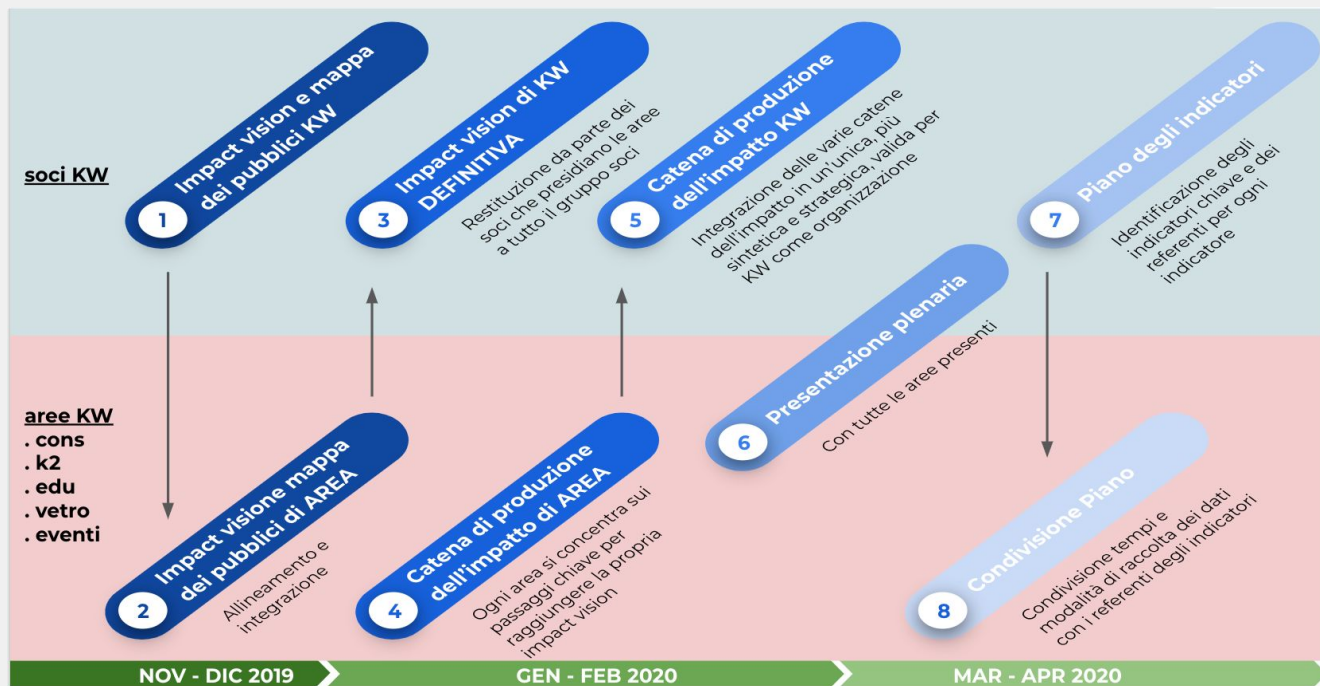 soci KW
1
Impact vision e mappa
dei pubblici KW
3
Impact vision di KW
DEFINITIVA
Restituzione da parte dei
soci che presidiano le aree
a tutto il gruppo soci
5
Catena di produzione
dell'impatto KW
Integrazione delle varie catene
dell'impatto in un'unica, più
sintetica e strategica, valida per
KW come organizzazione
7
Piano degli indicatori
Identificazione degli
indicatori chiave e dei
referenti per ogni
indicatore
6
Presentazione plenaria
Con tutte le aree presenti
aree KW
. cons
. k2
. edu
. vetro
. eventi
2
Impact visione mappa
dei pubblici di AREA
Allineamento e
integrazione
4
Catena di produzione
dell'impatto di AREA
Ogni area si concentra sui
passaggi chiave per
raggiungere la propria
impact vision
8
Condivisione Piano
Condivisione tempi e
modalità di raccolta dei dati
con i referenti degli indicatori
NOV - DIC 2019
GEN - FEB 2020
MAR - APR 2020